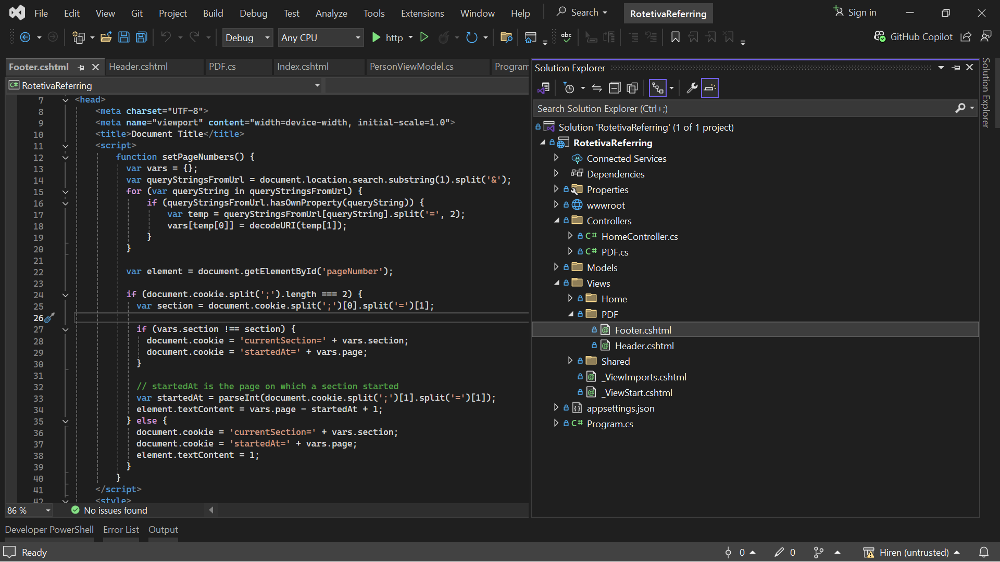 File Edit View Git Project Build Debug Test Analyze Tools Extensions Window Help Search RotetivaReferring Sign in
Debug Any CPU http abc GitHub Copilot
Footer.cshtml Header.cshtml PDF.cs Index.cshtml PersonViewModel.cs Program
C# RotetivaReferring
7 <head>
8 <meta charset="UTF-8">
9 <meta name="viewport" content="width=device-width, initial-scale=1.0">
10 <title>Document Title</title>
11 <script>
12 function setPageNumbers() {
13 var vars = {};
14 var queryStringsFromUrl = document.location.search.substring(1).split('&');
15 for (var queryString in queryStringsFromUrl) {
16 if (queryStringsFromUrl.hasOwnProperty(queryString)) {
17 var temp = queryStringsFromUrl[queryString].split('=', 2);
18 vars[temp[0]] = decodeURI(temp[1]);
19 }
20 }
21
22 var element = document.getElementById('pageNumber');
23
24 if (document.cookie.split(';').length === 2) {
25 var section = document.cookie.split(';')[0].split('=')[1];
26
27 if (vars.section !== section) {
28 document.cookie = 'currentSection=' + vars.section;
29 document.cookie = 'startedAt=' + vars.page;
30 }
31
32 // startedAt is the page on which a section started
33 var startedAt = parseInt(document.cookie.split(';')[1].split('=')[1]);
34 element.textContent = vars.page - startedAt + 1;
35 } else {
36 document.cookie = 'currentSection=' + vars.section;
37 document.cookie = 'startedAt=' + vars.page;
38 element.textContent = 1;
39 }
40 }
41 </script>
42 <style>
86 % No issues found
Solution Explorer
Search Solution Explorer (Ctrl+;)
Solution 'RotetivaReferring' (1 of 1 project)
RotetivaReferring
Connected Services
Dependencies
Properties
wwwroot
Controllers
C# HomeController.cs
C# PDF.cs
Models
Views
Home
PDF
Footer.cshtml
Header.cshtml
Shared
_ViewImports.cshtml
_ViewStart.cshtml
appsettings.json
C# Program.cs
Solution Explorer
Developer PowerShell Error List Output
Ready 0 0 Hiren (untrusted)